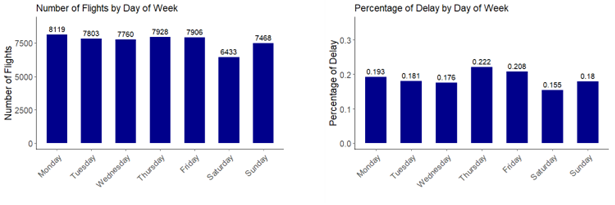 Number of Flights by Day of Week
Number of Flights
7500
5000
2500
0
8119
7803
7760
7928
7906
6433
7468
Monday
Tuesday
Wednesday
Thursday
Friday
Saturday
Sunday
Percentage of Delay by Day of Week
Percentage of Delay
0.3
0.2
0.1
0.0
0.193
0.181
0.176
0.222
0.208
0.155
0.18
Monday
Tuesday
Wednesday
Thursday
Friday
Saturday
Sunday